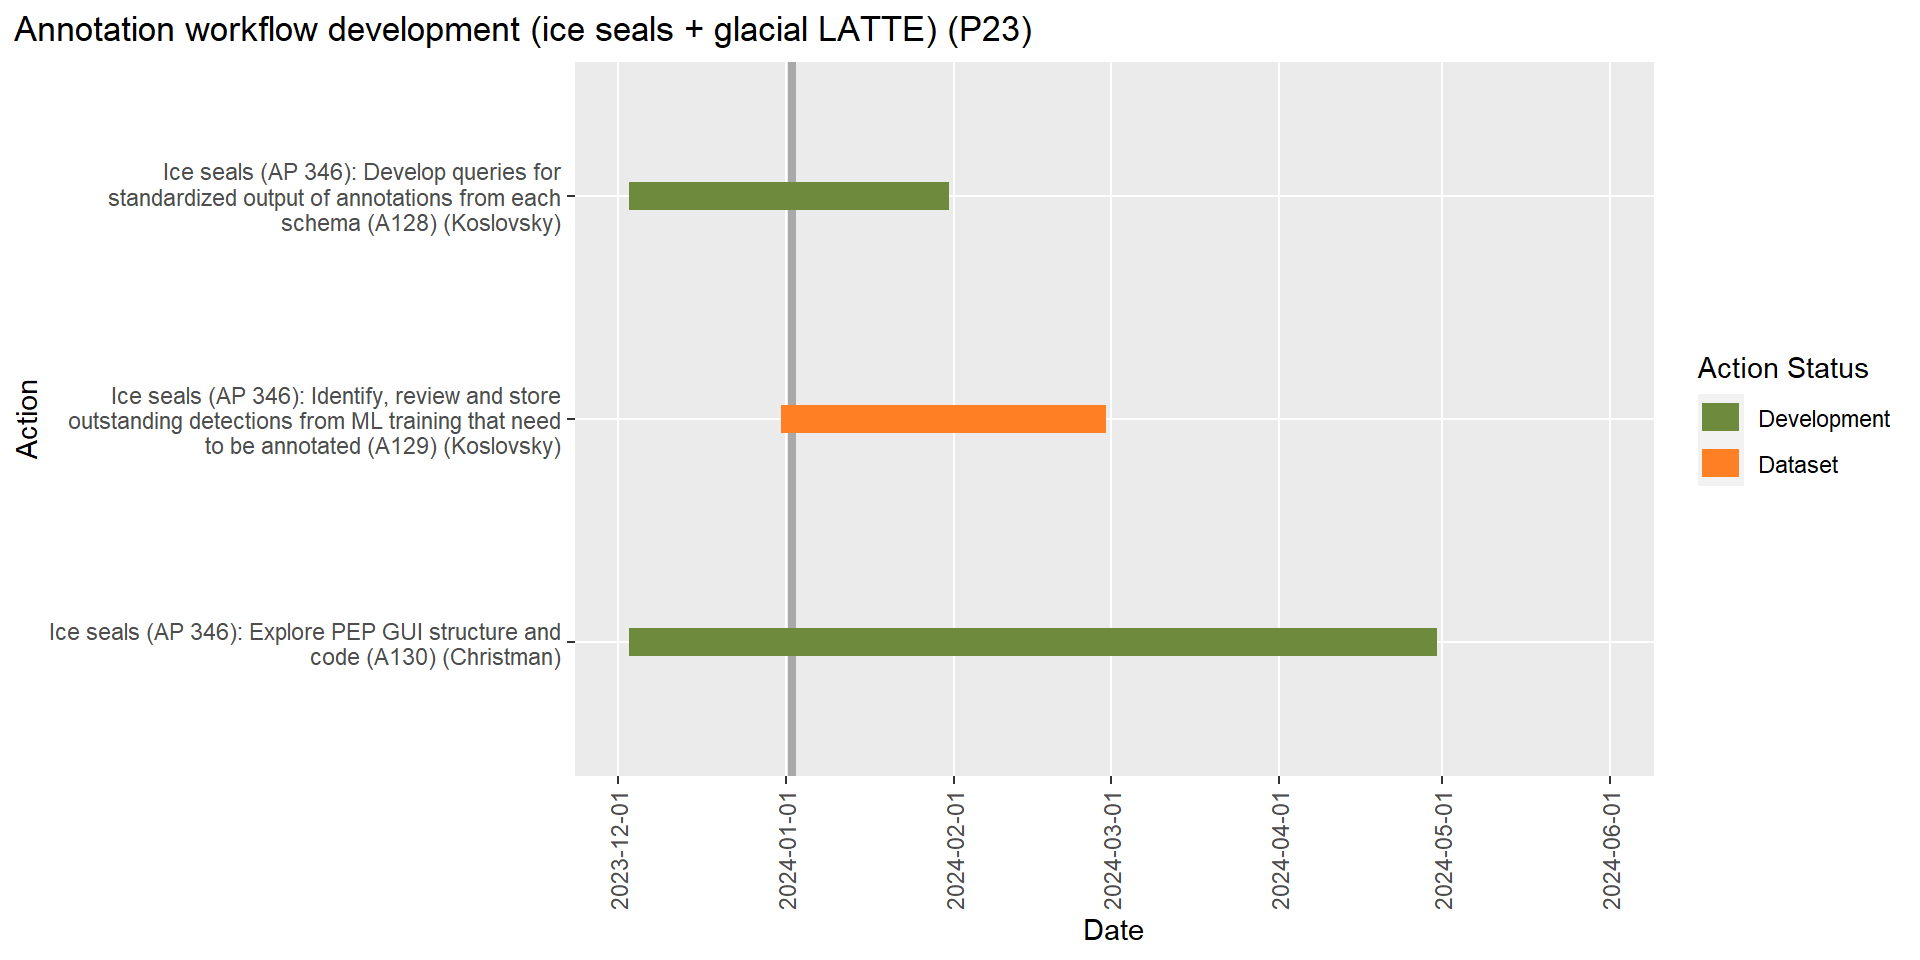 Annotation workflow development (ice seals + glacial LATTE) (P23)
Ice seals (AP 346): Develop queries for
standardized output of annotations from each
schema (A128) (Koslovsky)
Ice seals (AP 346): Identify, review and store
outstanding detections from ML training that need
to be annotated (A129) (Koslovsky)
Ice seals (AP 346): Explore PEP GUI structure and
code (A130) (Christman)
Action
2023-12-01
2024-01-01
2024-02-01
2024-03-01
2024-04-01
2024-05-01
2024-06-01
Date
Action Status
Development
Dataset